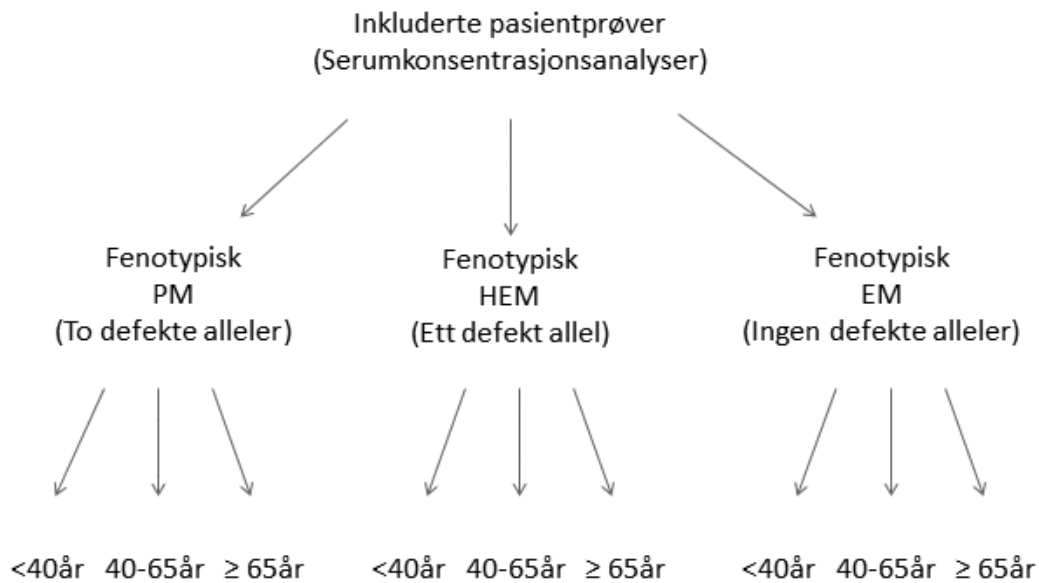 Inkluderte pasientprøver
(Serumkonsentrasjonsanalyser)
Fenotypisk
PM
(To defekte alleler)
Fenotypisk
HEM
(Ett defekt allel)
Fenotypisk
EM
(Ingen defekte alleler)
<40år 40-65år ≥ 65år
<40år 40-65år ≥ 65år
<40år 40-65år ≥ 65år